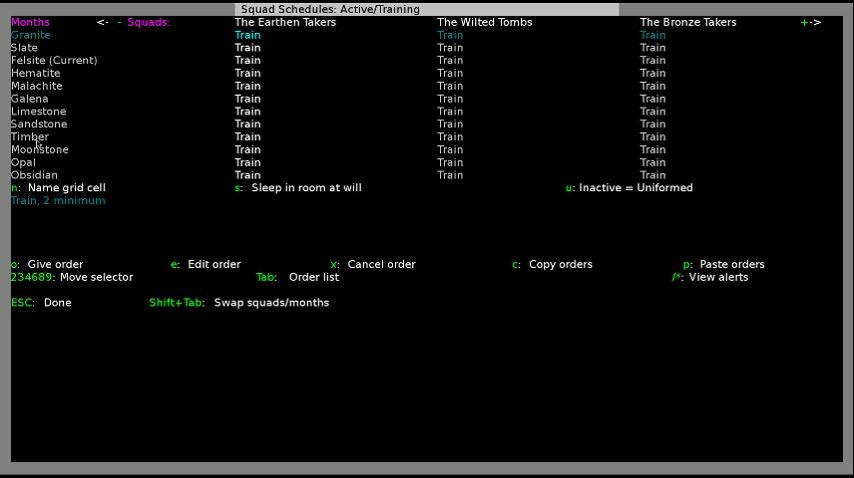 Squad Schedules: Active/Training
Months <- - Squads: The Earthen Takers The Wilted Tombs The Bronze Takers +->
Granite Train Train Train
Slate Train Train Train
Felsite (Current) Train Train Train
Hematite Train Train Train
Malachite Train Train Train
Galena Train Train Train
Limestone Train Train Train
Sandstone Train Train Train
Timber Train Train Train
Moonstone Train Train Train
Opal Train Train Train
Obsidian Train Train Train
n: Name grid cell s: Sleep in room at will u: Inactive = Uniformed
Train, 2 minimum
o: Give order e: Edit order x: Cancel order c: Copy orders p: Paste orders
234689: Move selector Tab: Order list /*: View alerts
ESC: Done Shift+Tab: Swap squads/months